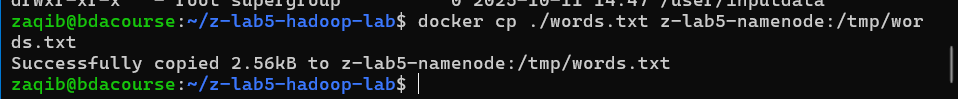 drwxr-xr-x   - root supergroup          0 2025-10-11 14:47 /user/inputdata
zaqib@bdacourse:~/z-lab5-hadoop-lab$ docker cp ./words.txt z-lab5-namenode:/tmp/wor
ds.txt
Successfully copied 2.56kB to z-lab5-namenode:/tmp/words.txt
zaqib@bdacourse:~/z-lab5-hadoop-lab$